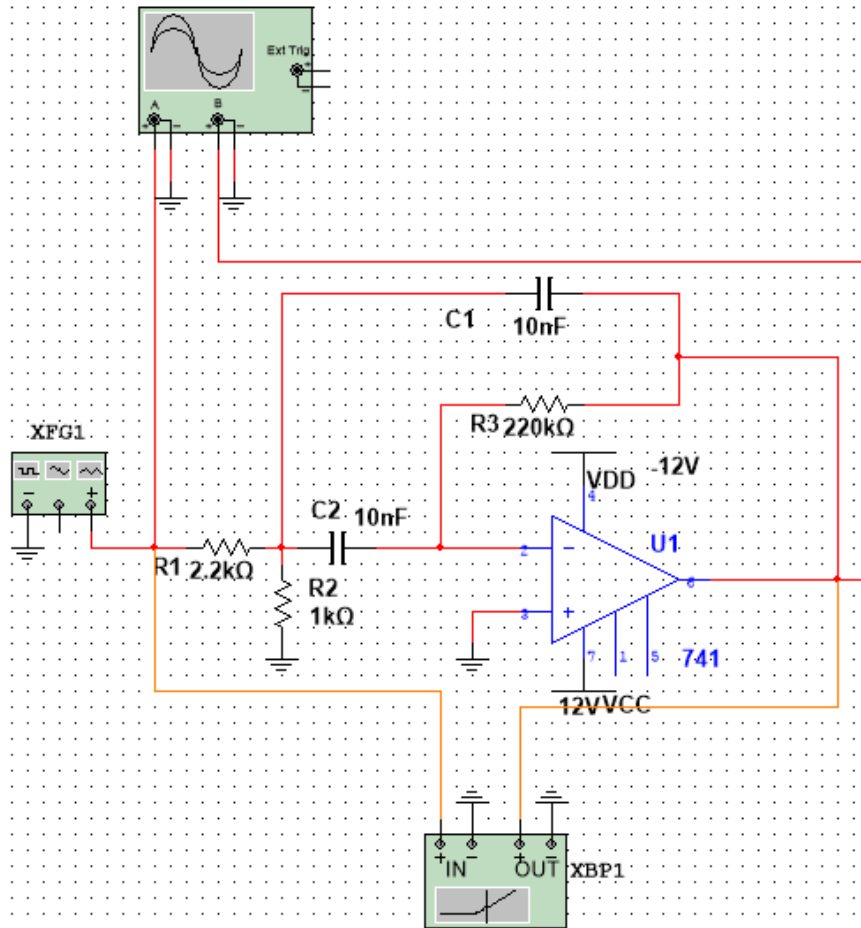 Ext Trig
+
-
A
B
+
-
+
-
C1
10nF
R3
220kΩ
XFG1
-
+
VDD
-12V
4
C2
10nF
U1
R1
2.2kΩ
2
-
6
R2
1kΩ
3
+
7
1
5
741
12V
VCC
+
-
+
-
IN
OUT
XBP1